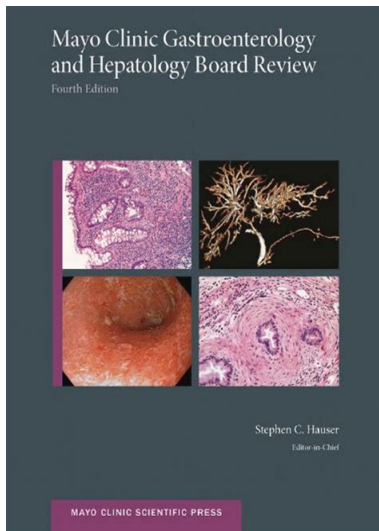 Mayo Clinic Gastroenterology
and Hepatology Board Review
Fourth Edition
Stephen C. Hauser
Editor-in-Chief
MAYO CLINIC SCIENTIFIC PRESS